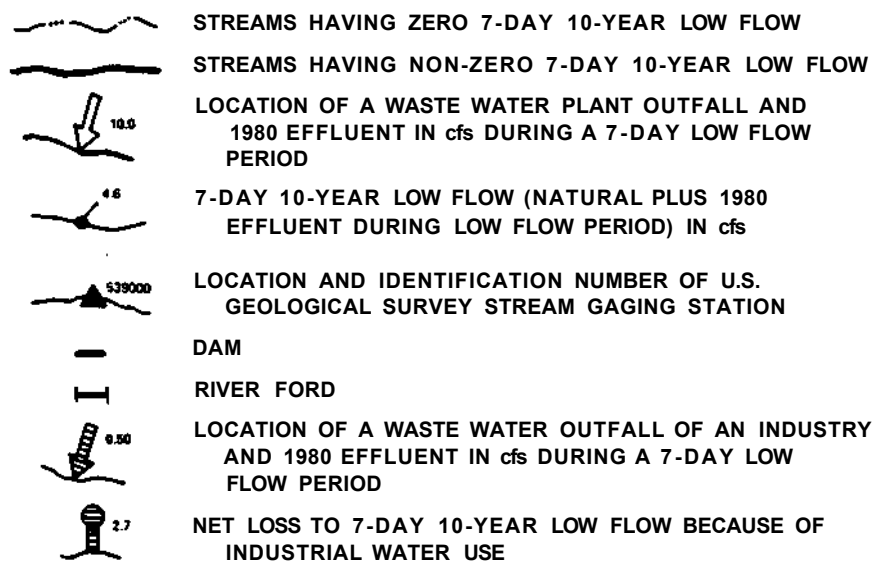 STREAMS HAVING ZERO 7-DAY 10-YEAR LOW FLOW
STREAMS HAVING NON-ZERO 7-DAY 10-YEAR LOW FLOW
10.0
LOCATION OF A WASTE WATER PLANT OUTFALL AND
1980 EFFLUENT IN cfs DURING A 7-DAY LOW FLOW
PERIOD
4.6
7-DAY 10-YEAR LOW FLOW (NATURAL PLUS 1980
EFFLUENT DURING LOW FLOW PERIOD) IN cfs
539000
LOCATION AND IDENTIFICATION NUMBER OF U.S.
GEOLOGICAL SURVEY STREAM GAGING STATION
DAM
RIVER FORD
0.50
LOCATION OF A WASTE WATER OUTFALL OF AN INDUSTRY
AND 1980 EFFLUENT IN cfs DURING A 7-DAY LOW
FLOW PERIOD
2.7
NET LOSS TO 7-DAY 10-YEAR LOW FLOW BECAUSE OF
INDUSTRIAL WATER USE